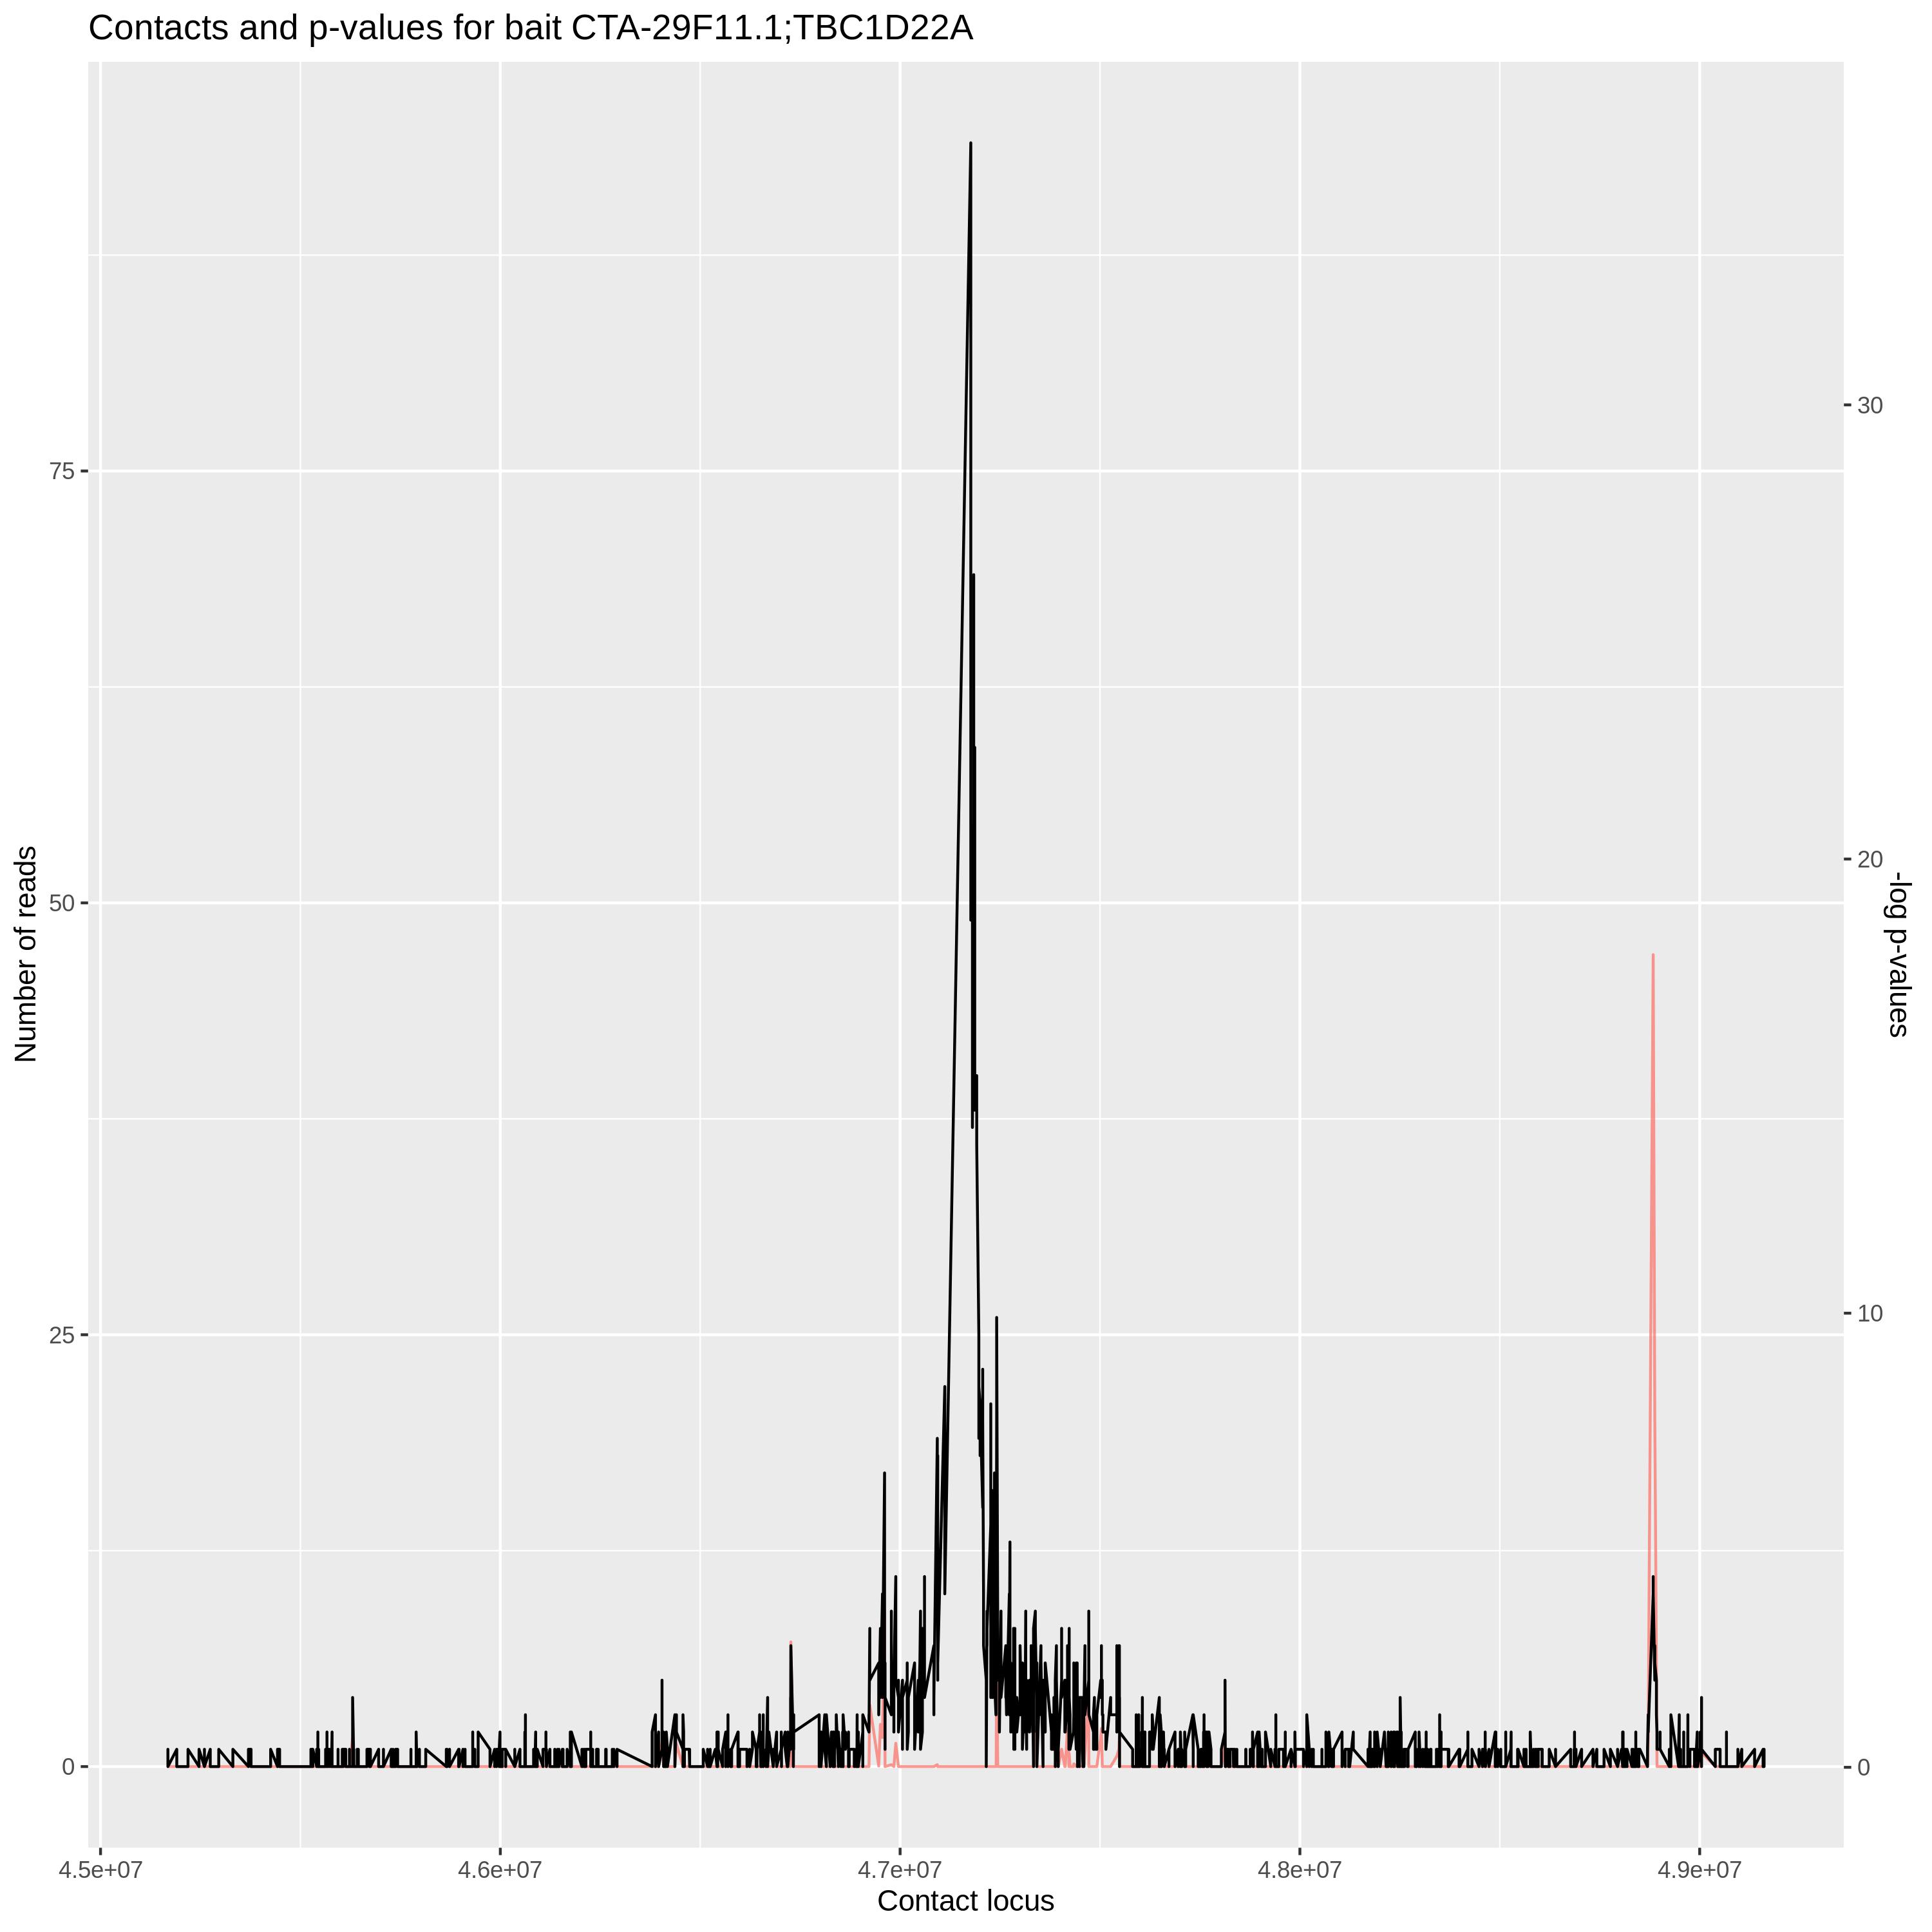 Contacts and p-values for bait CTA-29F11.1;TBC1D22A
Number of reads
75
50
25
0
30
20
10
0
-log p-values
4.5e+07
4.6e+07
4.7e+07
4.8e+07
4.9e+07
Contact locus